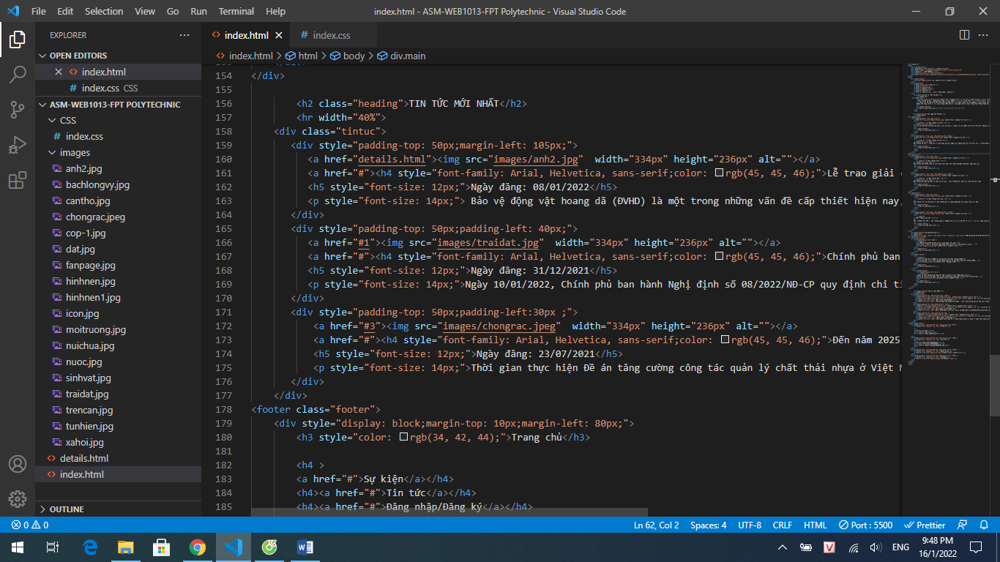 File Edit Selection View Go Run Terminal Help index.html - ASM-WEB1013-FPT Polytechnic - Visual Studio Code
EXPLORER
OPEN EDITORS
index.html
index.css CSS
ASM-WEB1013-FPT POLYTECHNIC
CSS
index.css
images
anh2.jpg
bachlongvy.jpg
cantho.jpg
chongrac.jpeg
cop-1.jpg
dat.jpg
fanpage.jpg
hinhnen.jpg
hinhnen1.jpg
icon.jpg
moitruong.jpg
nuichua.jpg
nuoc.jpg
sinhvat.jpg
traidat.jpg
trencan.jpg
tunhien.jpg
xahoi.jpg
details.html
index.html
OUTLINE
index.html index.css
index.html > html > body > div.main
154 </div>
155
156 <h2 class="heading">TIN TỨC MỚI NHẤT</h2>
157 <hr width="40%">
158 <div class="tintuc">
159 <div style="padding-top: 50px;margin-left: 105px;">
160 <a href="details.html"><img src="images/anh2.jpg"  width="334px" height="236px" alt=""></a>
161 <a href="#"><h4 style="font-family: Arial, Helvetica, sans-serif;color: rgb(45, 45, 46);">Lễ trao giải
162 <h5 style="font-size: 12px;">Ngày đăng: 08/01/2022</h5>
163 <p style="font-size: 14px;"> Bảo vệ động vật hoang dã (ĐVHD) là một trong những vấn đề cấp thiết hiện nay,
164 </div>
165 <div style="padding-top: 50px;padding-left: 40px;">
166 <a href="#1"><img src="images/traidat.jpg"  width="334px" height="236px" alt=""></a>
167 <a href="#"><h4 style="font-family: Arial, Helvetica, sans-serif;color: rgb(45, 45, 46);">Chính phủ ban
168 <h5 style="font-size: 12px;">Ngày đăng: 31/12/2021</h5>
169 <p style="font-size: 14px;">Ngày 10/01/2022, Chính phủ ban hành Nghị định số 08/2022/NĐ-CP quy định chi
170 </div>
171 <div style="padding-top: 50px;padding-left:30px ;">
172 <a href="#3"><img src="images/chongrac.jpeg"  width="334px" height="236px" alt=""></a>
173 <a href="#"><h4 style="font-family: Arial, Helvetica, sans-serif;color: rgb(45, 45, 46);">Đến năm 2025
174 <h5 style="font-size: 12px;">Ngày đăng: 23/07/2021</h5>
175 <p style="font-size: 14px;">Thời gian thực hiện Đề án tăng cường công tác quản lý chất thải nhựa ở Việt
176 </div>
177 </div>
178 <footer class="footer">
179 <div style="display: block;margin-top: 10px;margin-left: 80px;">
180 <h3 style="color: rgb(34, 42, 44);">Trang chủ</h3>
181
182 <h4 >
183 <a href="#">Sự kiện</a></h4>
184 <h4><a href="#">Tin tức</a></h4>
185 <h4><a href="#">Đăng nhập/Đăng ký</a></h4>
0 0 Ln 62, Col 2 Spaces: 4 UTF-8 CRLF HTML Port : 5500 Prettier
ENG 9:48 PM
16/1/2022